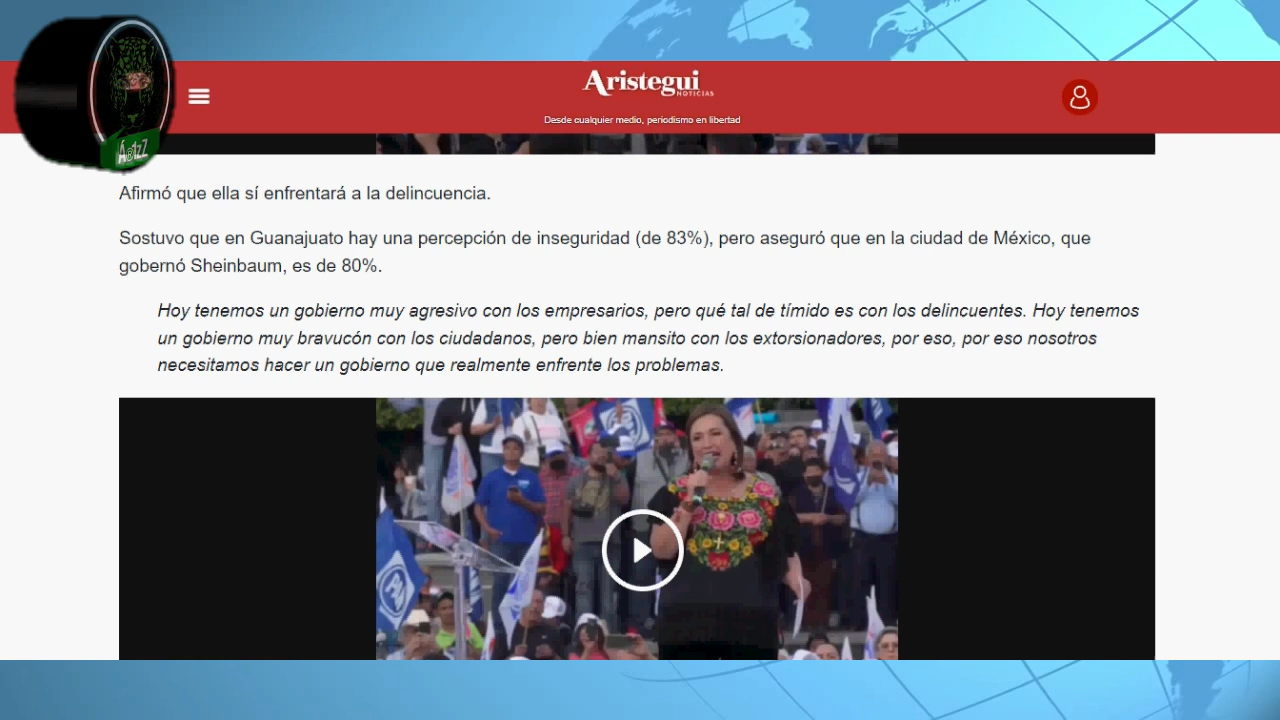 Aristegui
NOTICIAS
Desde cualquier medio, periodismo en libertad
Afirmó que ella sí enfrentará a la delincuencia.
Sostuvo que en Guanajuato hay una percepción de inseguridad (de 83%), pero aseguró que en la ciudad de México, que
gobernó Sheinbaum, es de 80%.
Hoy tenemos un gobierno muy agresivo con los empresarios, pero qué tal de tímido es con los delincuentes. Hoy tenemos
un gobierno muy bravucón con los ciudadanos, pero bien mansito con los extorsionadores, por eso, por eso nosotros
necesitamos hacer un gobierno que realmente enfrente los problemas.